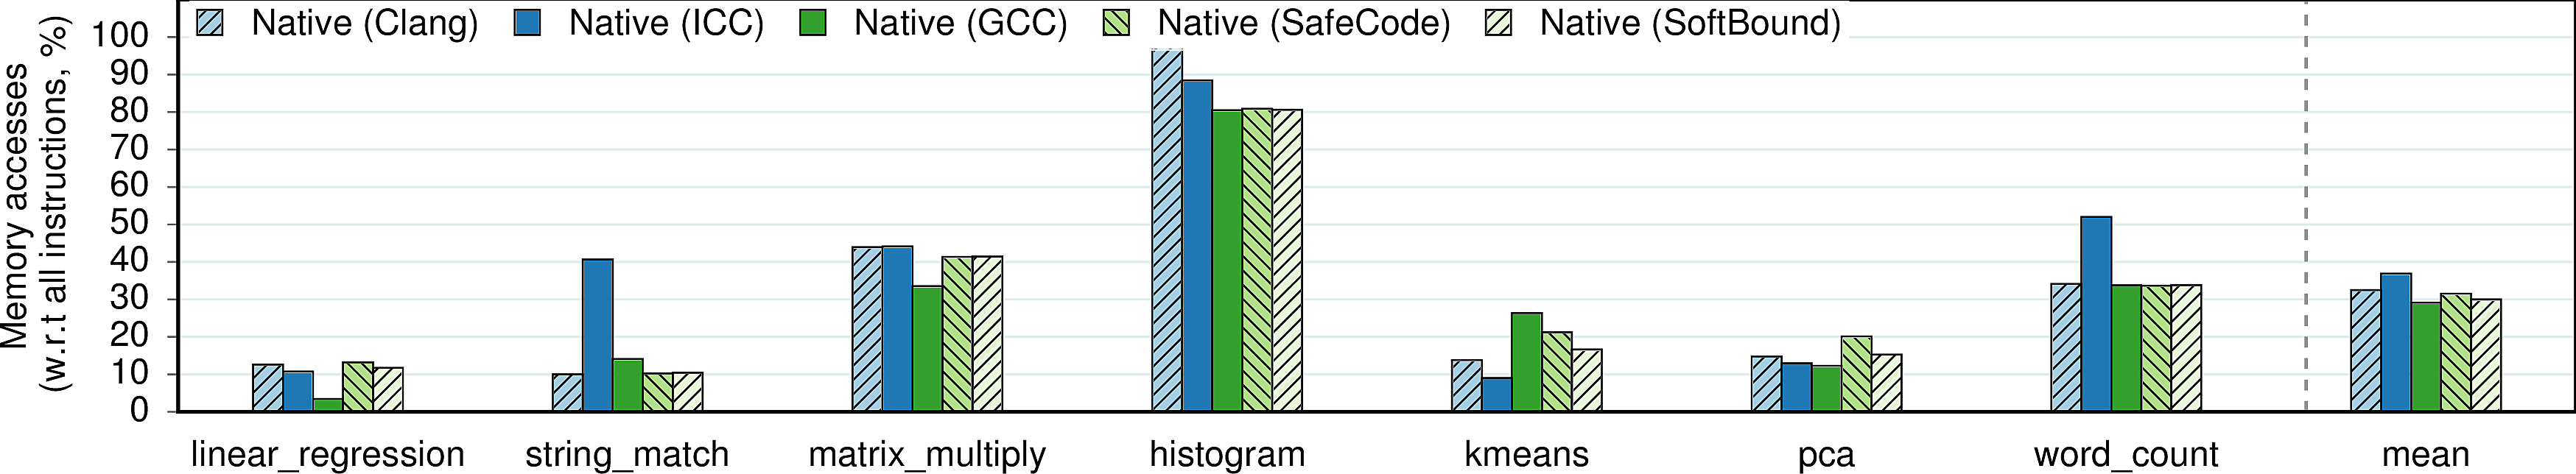 Memory accesses
(w.r.t all instructions, %)
100
90
80
70
60
50
40
30
20
10
0
Native (Clang)
Native (ICC)
Native (GCC)
Native (SafeCode)
Native (SoftBound)
linear_regression
string_match
matrix_multiply
histogram
kmeans
pca
word_count
mean